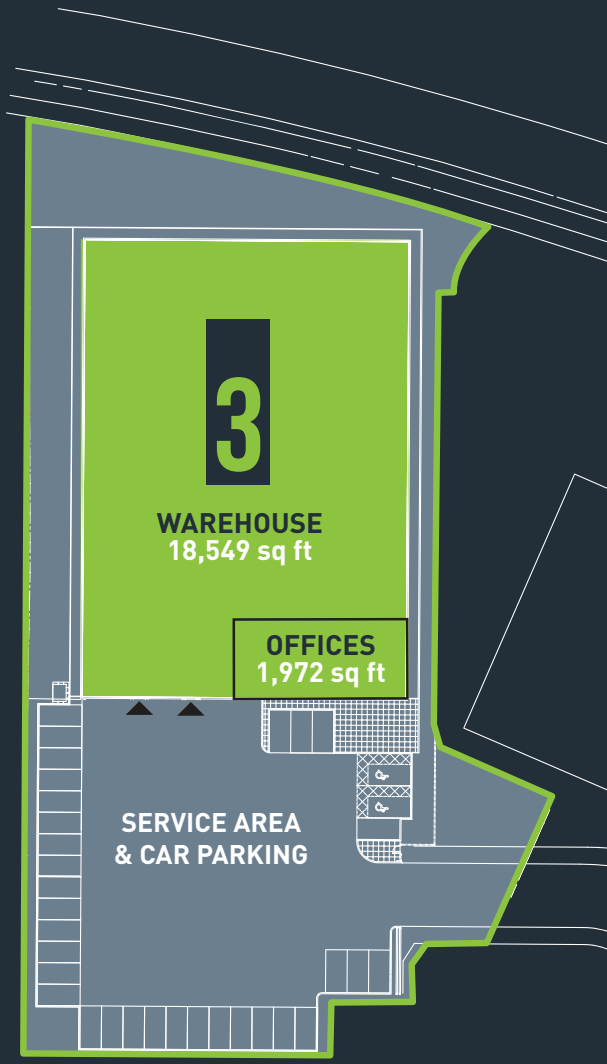 3
WAREHOUSE
18,549 sq ft
OFFICES
1,972 sq ft
SERVICE AREA
& CAR PARKING